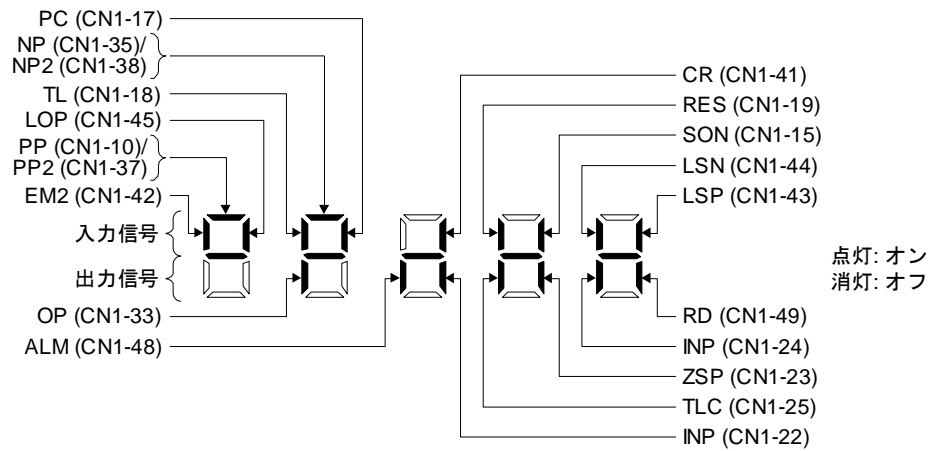 PC (CN1-17)
NP (CN1-35)/
NP2 (CN1-38)
TL (CN1-18)
LOP (CN1-45)
PP (CN1-10)/
PP2 (CN1-37)
EM2 (CN1-42)
入力信号
出力信号
OP (CN1-33)
ALM (CN1-48)
CR (CN1-41)
RES (CN1-19)
SON (CN1-15)
LSN (CN1-44)
LSP (CN1-43)
点灯: オン
消灯: オフ
RD (CN1-49)
INP (CN1-24)
ZSP (CN1-23)
TLC (CN1-25)
INP (CN1-22)